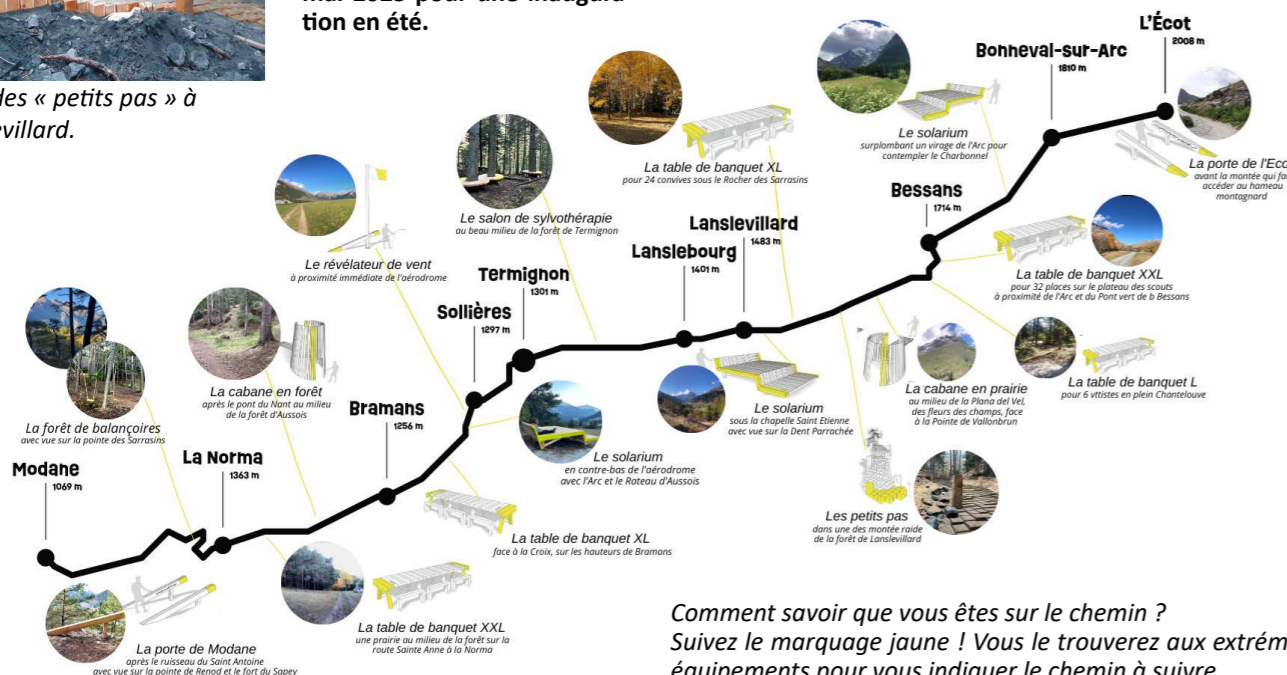 tion en été.
des « petits pas » à
L'Écot
2008 m
Bonneval-sur-Arc
1810 m
Le solarium
surplombant un virage de l'Arc pour
contempler le Charbonnel
La porte de l'Eco
avant la montée qui fa
accéder au hameau
montagnard
La table de banquet XL
pour 24 convives sous le Rocher des Sarrasins
Bessans
1714 m
Le salon de sylvothérapie
au beau milieu de la forêt de Termignon
Lanslevillard
1483 m
Lanslebourg
1401 m
Le révélateur de vent
à proximité immédiate de l'aérodrome
Termignon
1301 m
La table de banquet XXL
pour 32 places sur le plateau des scouts
à proximité de l'Arc et du Pont vert de b Bessans
Sollières
1297 m
La cabane en forêt
après le pont du Nant au milieu
de la forêt d'Aussois
La cabane en prairie
au milieu de la Plana del Vel,
des fleurs des champs, face
à la Pointe de Vallonbrun
La table de banquet L
pour 6 vttistes en plein Chantelouve
Bramans
1256 m
Le solarium
sous la chapelle Saint Etienne
avec vue sur la Dent Parrachée
La forêt de balançoires
avec vue sur la pointe des Sarrasins
Le solarium
en contre-bas de l'aérodrome
avec l'Arc et le Rateau d'Aussois
Modane
1069 m
La Norma
1363 m
Les petits pas
dans une des montée raide
de la forêt de Lanslevillard
La table de banquet XL
face à la Croix, sur les hauteurs de Bramans
La table de banquet XXL
une prairie au milieu de la forêt sur la
route Sainte Anne à la Norma
La porte de Modane
après le ruisseau du Saint Antoine
avec vue sur la pointe de Renod et le fort du Sapey
Comment savoir que vous êtes sur le chemin ?
Suivez le marquage jaune ! Vous le trouverez aux extrém
équipements pour vous indiquer le chemin à suivre